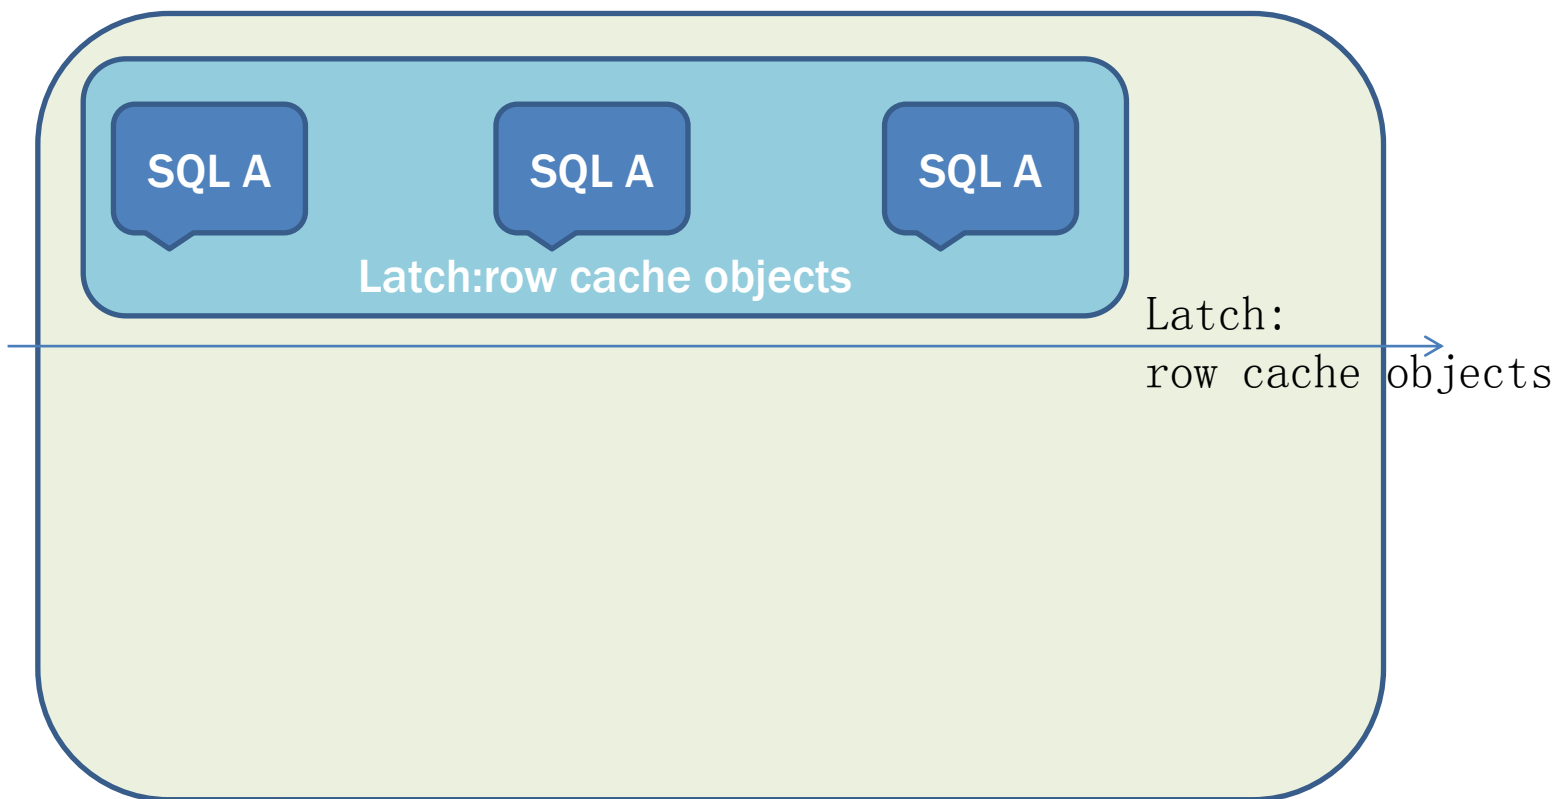 SQL A
SQL A
SQL A
Latch:row cache objects
Latch:
row cache objects